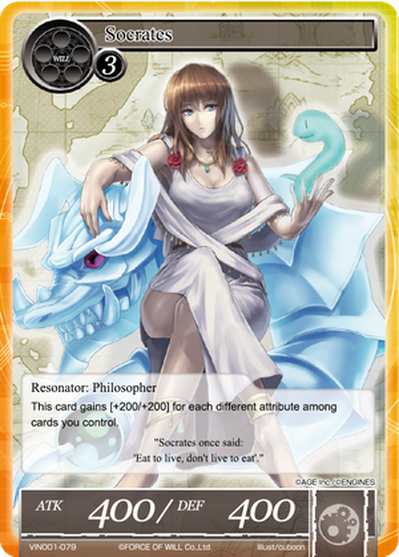 Socrates
WILL
3
Resonator: Philosopher
This card gains [+200/+200] for each different attribute among
cards you control.
"Socrates once said:
'Eat to live, don't live to eat'."
©AGE Inc./©ENGINES
ATK 400 / DEF 400
VIN001-079 ©FORCE OF WILL Co.,Ltd. Illust/cuboon